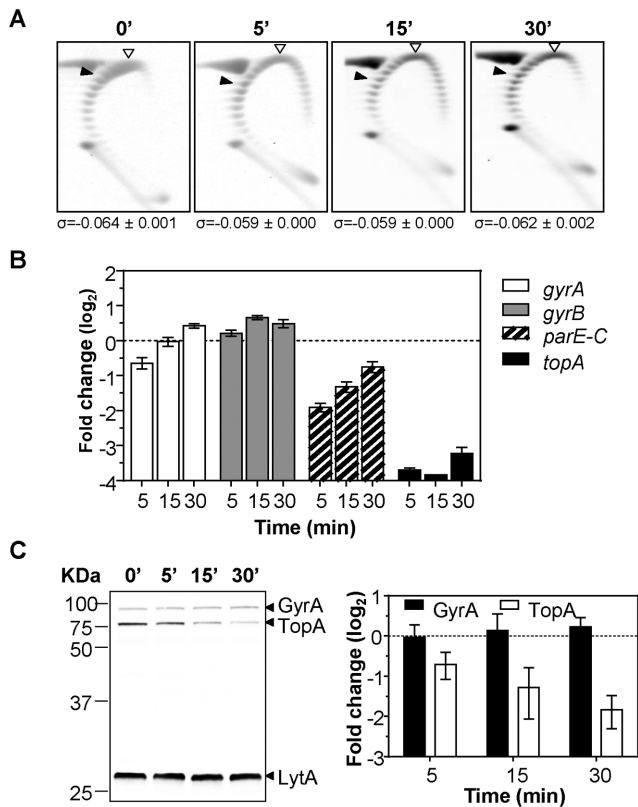 A
0' 5' 15' 30'
σ=-0.064 ± 0.001 σ=-0.059 ± 0.000 σ=-0.059 ± 0.000 σ=-0.062 ± 0.002
B
Fold change (log2)
2
1
0
-1
-2
-3
-4
5 15 30 5 15 30 5 15 30 5 15 30
Time (min)
gyrA
gyrB
parE-C
topA
C
KDa 0' 5' 15' 30'
100
75
50
37
25
GyrA
TopA
LytA
Fold change (log2)
1
0
-1
-2
-3
GyrA TopA
5 15 30
Time (min)